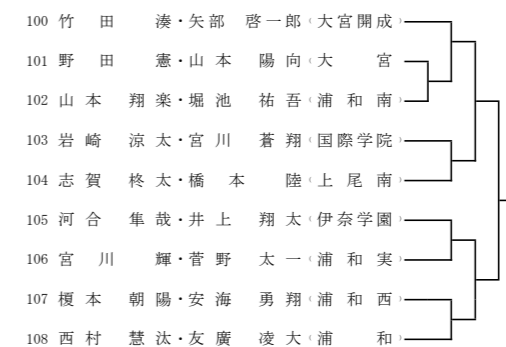 100 竹田 湊・矢部 啓一郎(大宮開成)
101 野田 憲・山本 陽向(大宮)
102 山本 翔楽・堀池 祐吾(浦和南)
103 岩崎 涼太・宮川 蒼翔(国際学院)
104 志賀 柊太・橋本 陸(上尾南)
105 河合 隼哉・井上 翔太(伊奈学園)
106 宮川 輝・菅野 太一(浦和実)
107 榎本 朝陽・安海 勇翔(浦和西)
108 西村 慧汰・友廣 凌大(浦和)